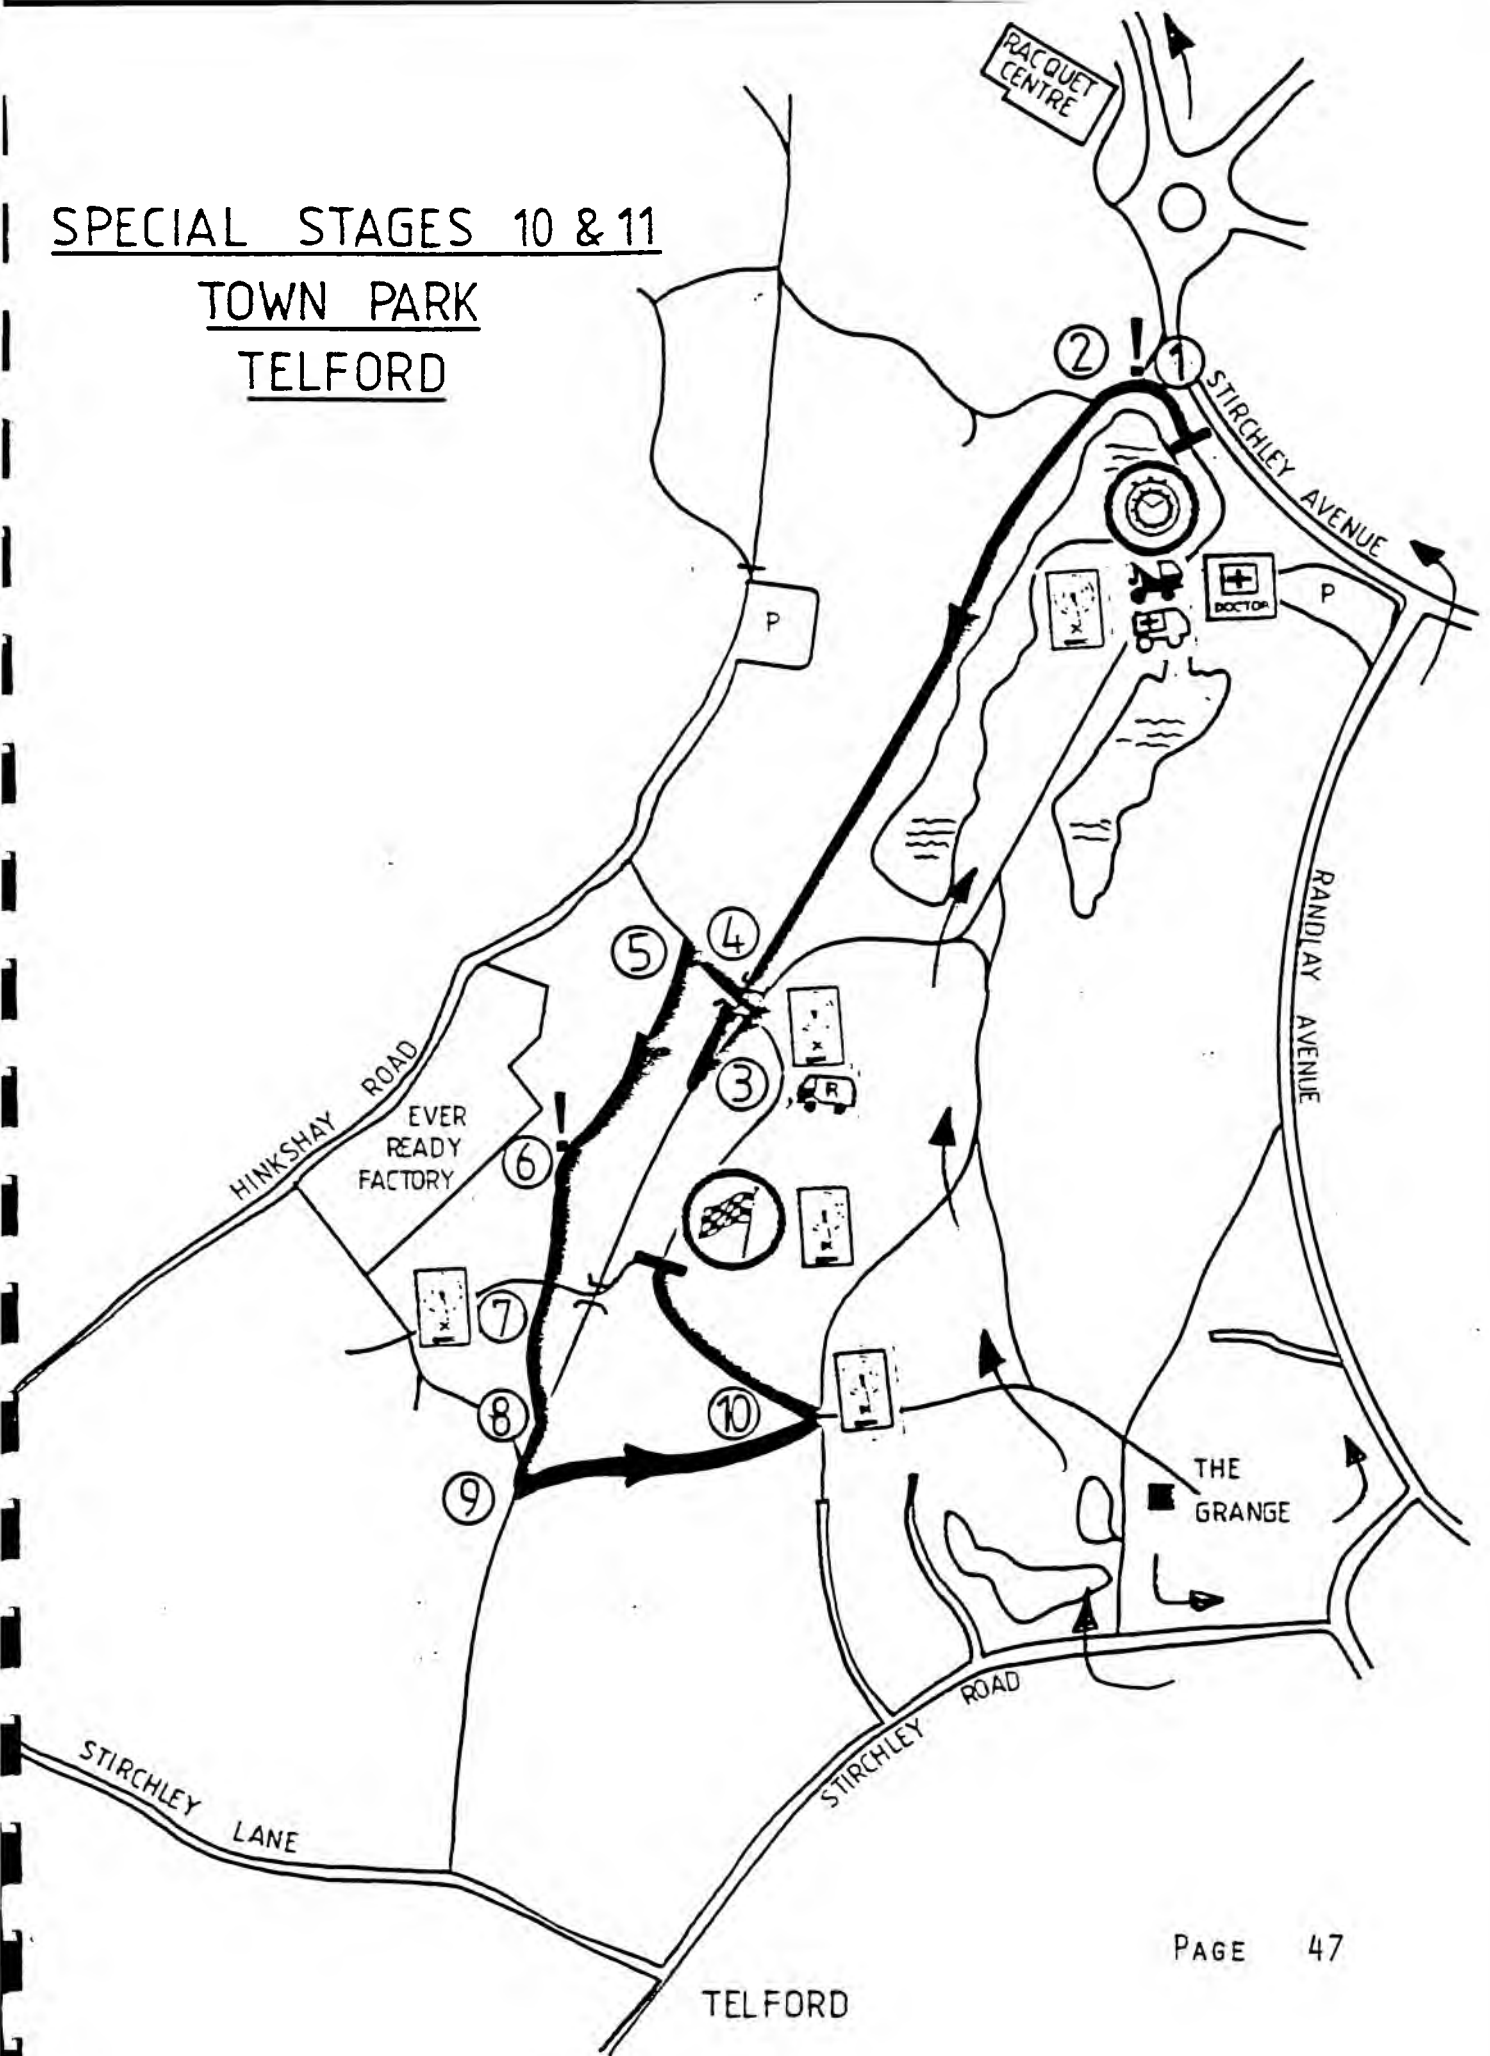 RACQUET
CENTRE
SPECIAL STAGES 10 & 11
TOWN PARK
TELFORD
2
!
1
STIRCHLEY AVENUE
DOCTOR
P
P
RANDLAY AVENUE
5
4
3
R
HINKSHAY ROAD
EVER
READY
FACTORY
!
6
7
8
10
9
THE
GRANGE
STIRCHLEY ROAD
STIRCHLEY LANE
PAGE 47
TELFORD